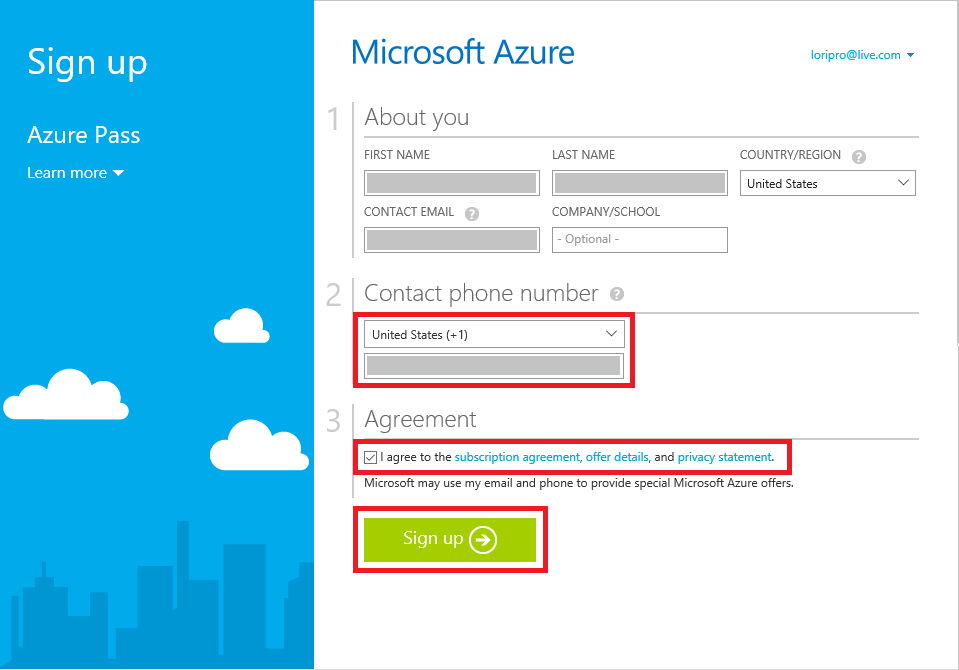 Sign up
Azure Pass
Learn more
Microsoft Azure
loripro@live.com
1 About you
FIRST NAME LAST NAME COUNTRY/REGION ?
United States
CONTACT EMAIL ? COMPANY/SCHOOL
- Optional -
2 Contact phone number ?
United States (+1)
3 Agreement
I agree to the subscription agreement, offer details, and privacy statement.
Microsoft may use my email and phone to provide special Microsoft Azure offers.
Sign up